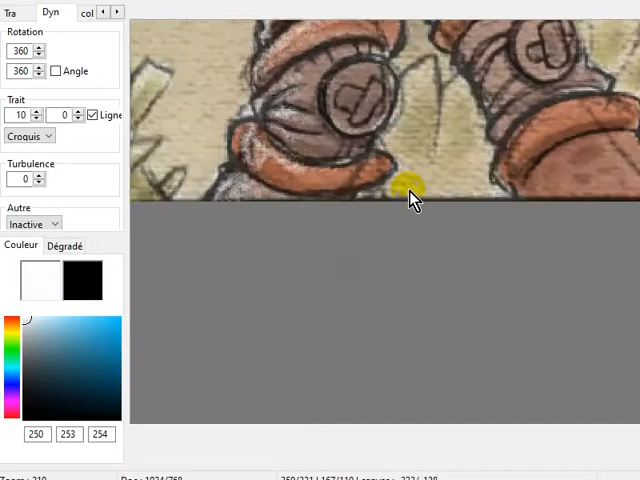 Tra Dyn col
Rotation
360
360 Angle
Trait
10 0 Ligne
Croquis
Turbulence
0
Autre
Inactive
Couleur Dégradé
250 253 254